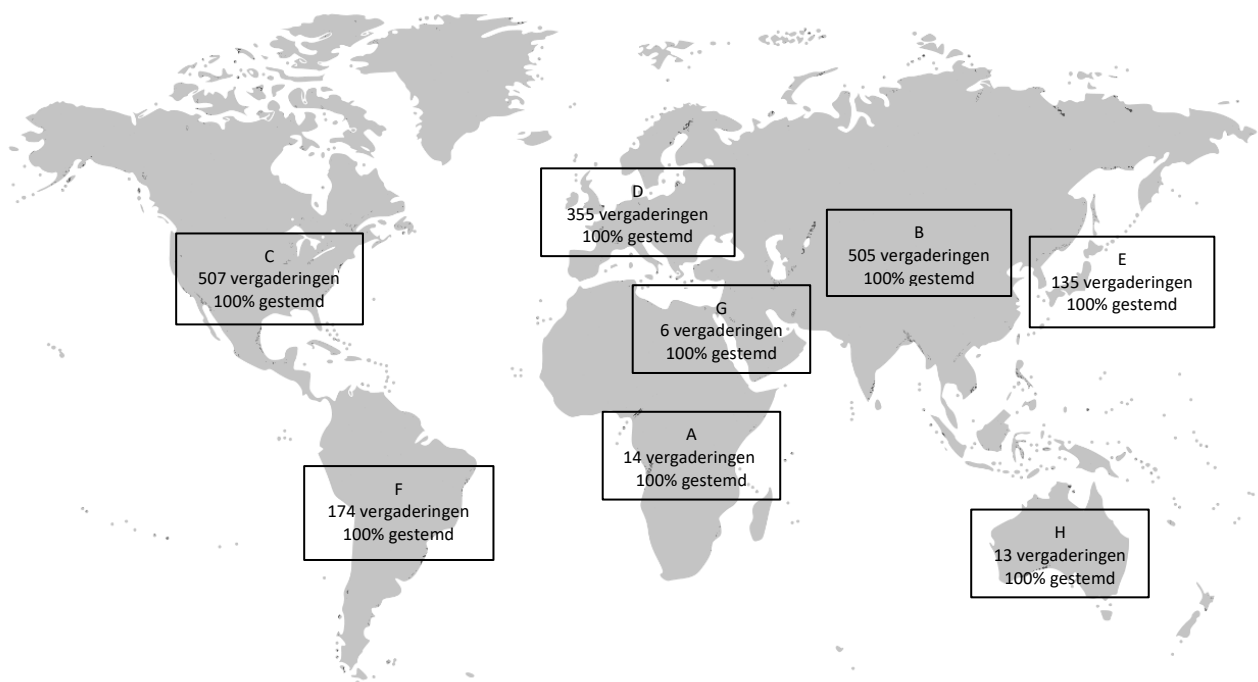 D
355 vergaderingen
100% gestemd
B
505 vergaderingen
100% gestemd
C
507 vergaderingen
100% gestemd
E
135 vergaderingen
100% gestemd
G
6 vergaderingen
100% gestemd
A
14 vergaderingen
100% gestemd
F
174 vergaderingen
100% gestemd
H
13 vergaderingen
100% gestemd